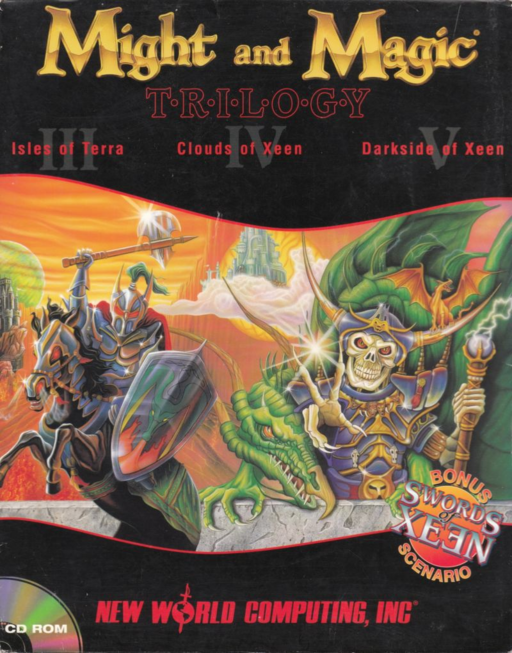 Might and Magic
T·R·I·L·O·G·Y
III IV V
Isles of Terra Clouds of Xeen Darkside of Xeen
BONUS
SWORDS
of
XEEN
SCENARIO
NEW WORLD COMPUTING, INC
CD ROM